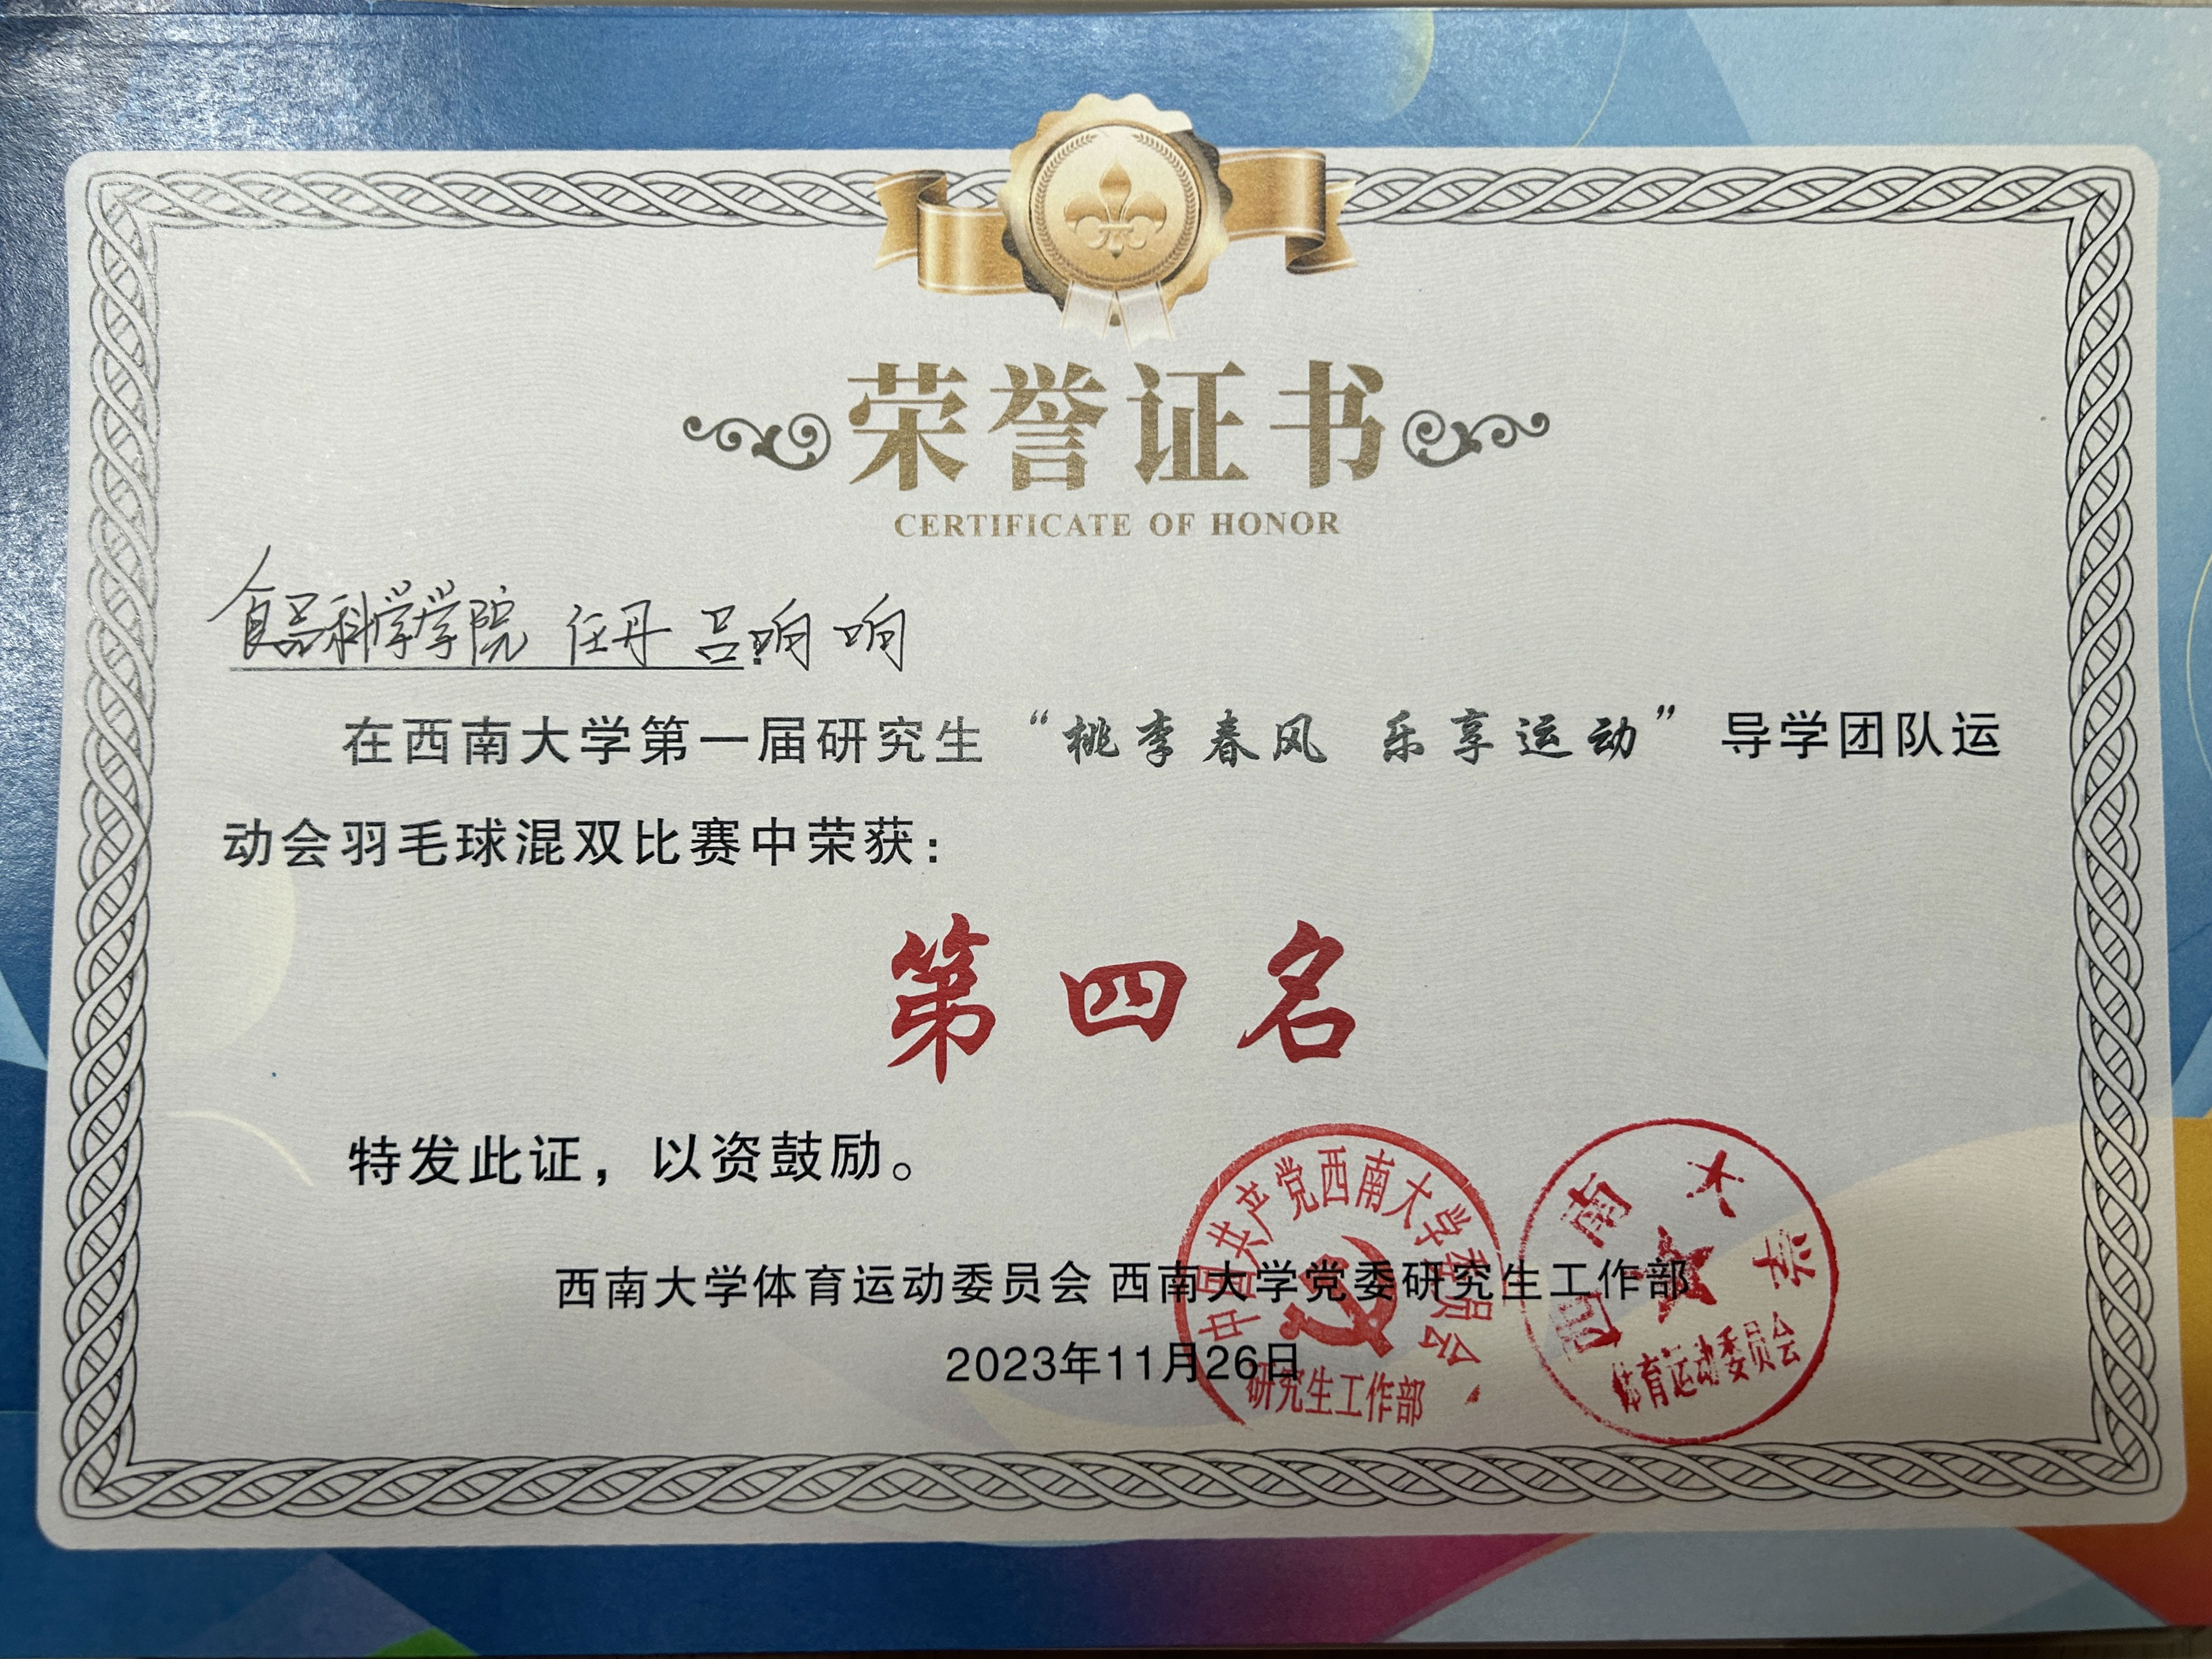 荣誉证书
CERTIFICATE OF HONOR
食品科学学院 任丹 吕响响:
在西南大学第一届研究生“桃李春风 乐享运动”导学团队运
动会羽毛球混双比赛中荣获:
第四名
特发此证,以资鼓励。
西南大学体育运动委员会 西南大学党委研究生工作部
2023年11月26日
中国共产党西南大学委员会
研究生工作部
西南大学
体育运动委员会